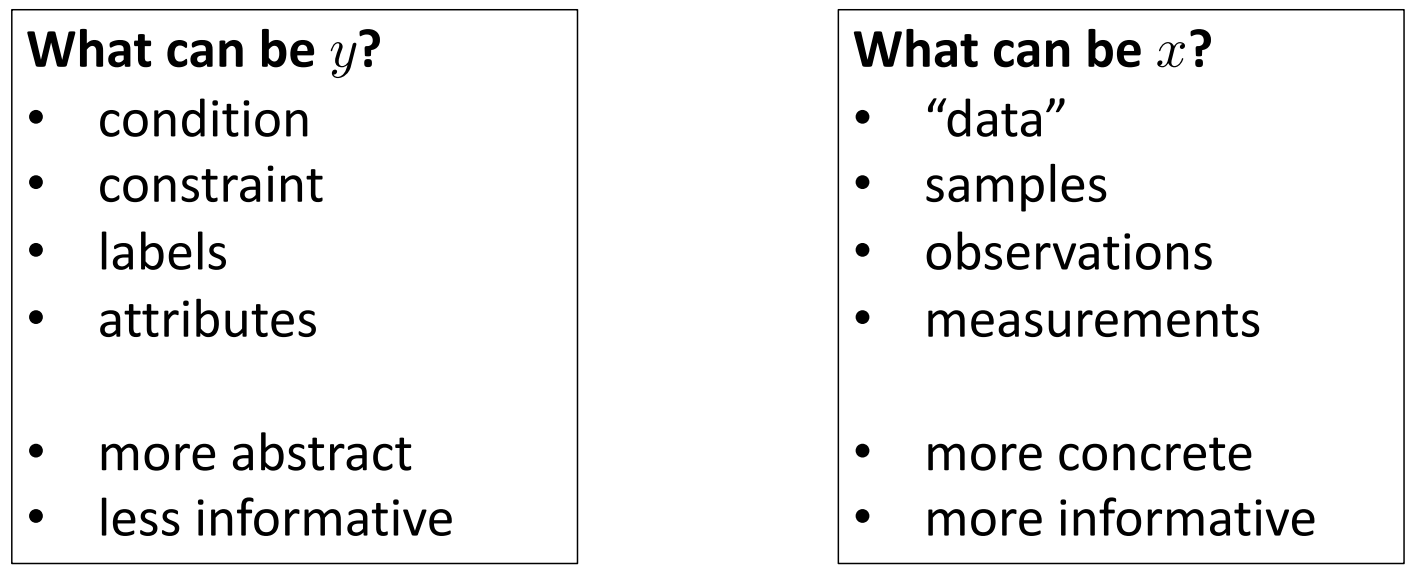 What can be y?
• condition
• constraint
• labels
• attributes
• more abstract
• less informative
What can be x?
• “data”
• samples
• observations
• measurements
• more concrete
• more informative